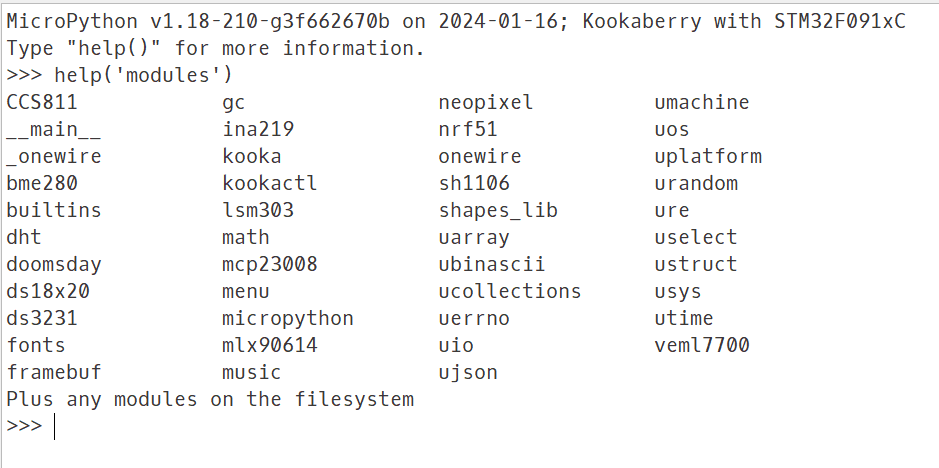 MicroPython v1.18-210-g3f662670b on 2024-01-16; Kookaberry with STM32F091xC
Type "help()" for more information.
>>> help('modules')
CCS811 gc neopixel umachine
__main__ ina219 nrf51 uos
_onewire kooka onewire uplatform
bme280 kookactl sh1106 urandom
builtins lsm303 shapes_lib ure
dht math uarray uselect
doomsday mcp23008 ubinascii ustruct
ds18x20 menu ucollections usys
ds3231 micropython uerrno utime
fonts mlx90614 uio veml7700
framebuf music ujson
Plus any modules on the filesystem
>>>